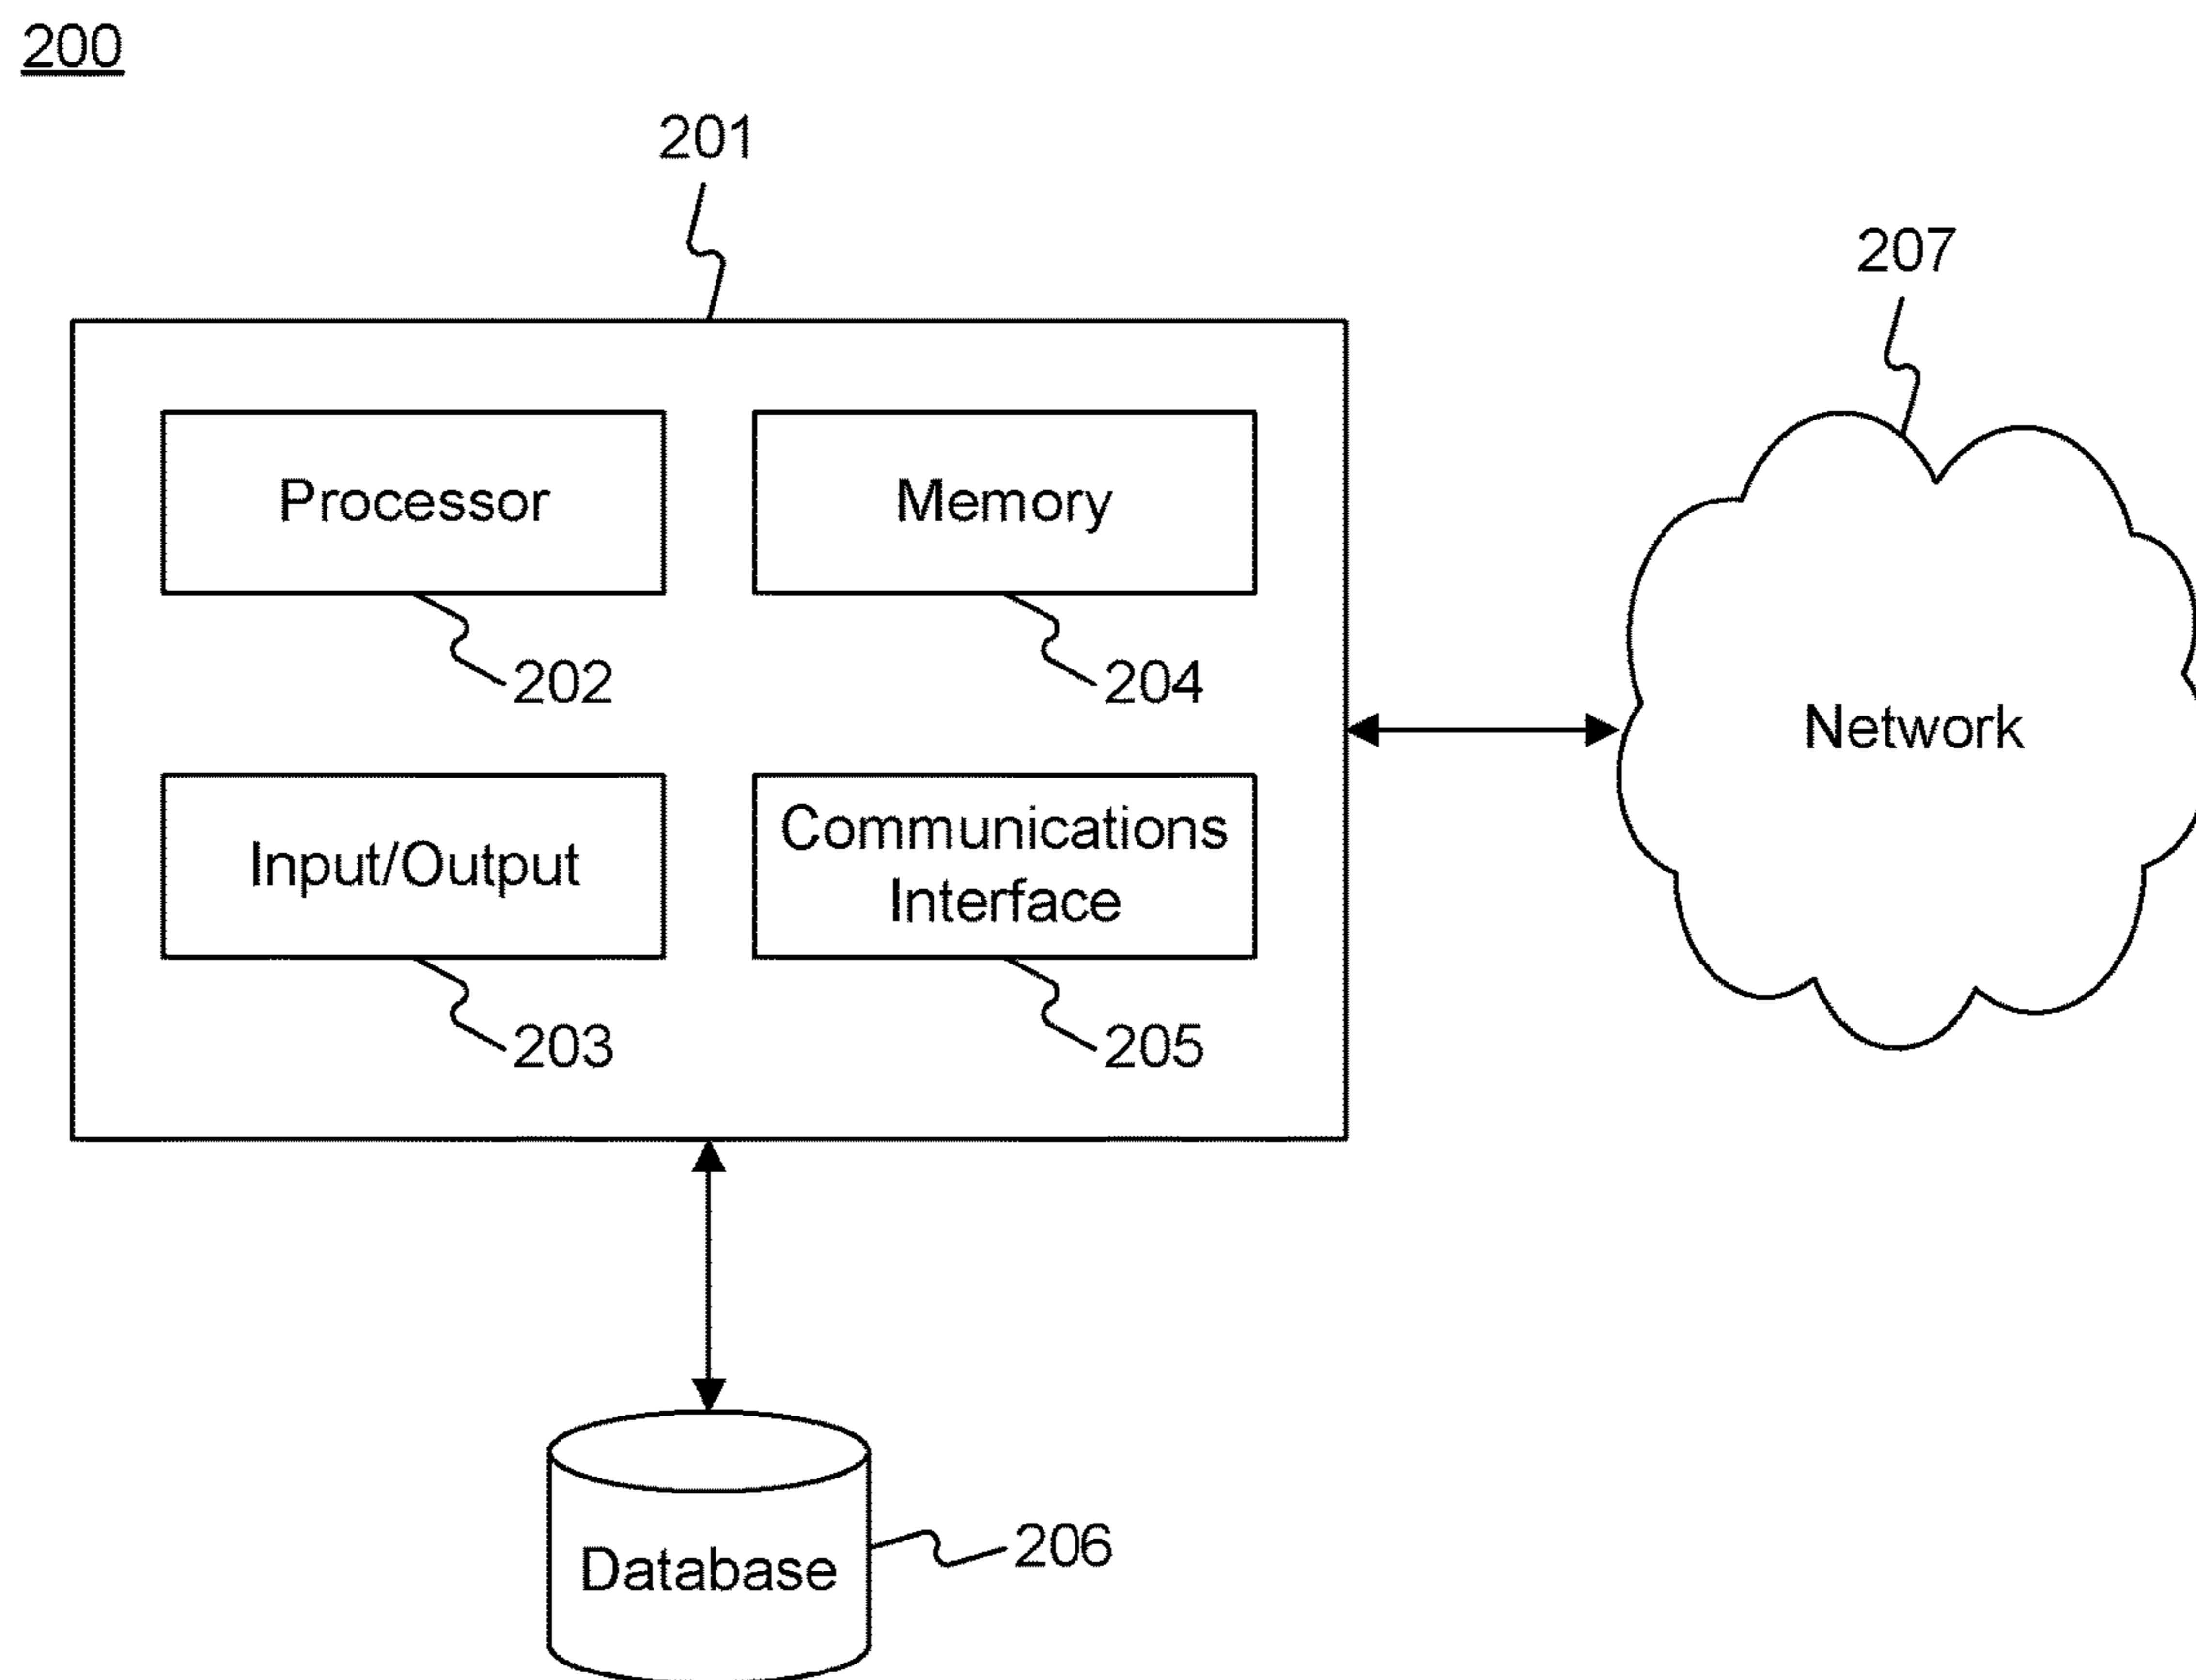 200
201
207
Processor
Memory
202
204
Network
Input/Output
Communications
Interface
203
205
Database
206